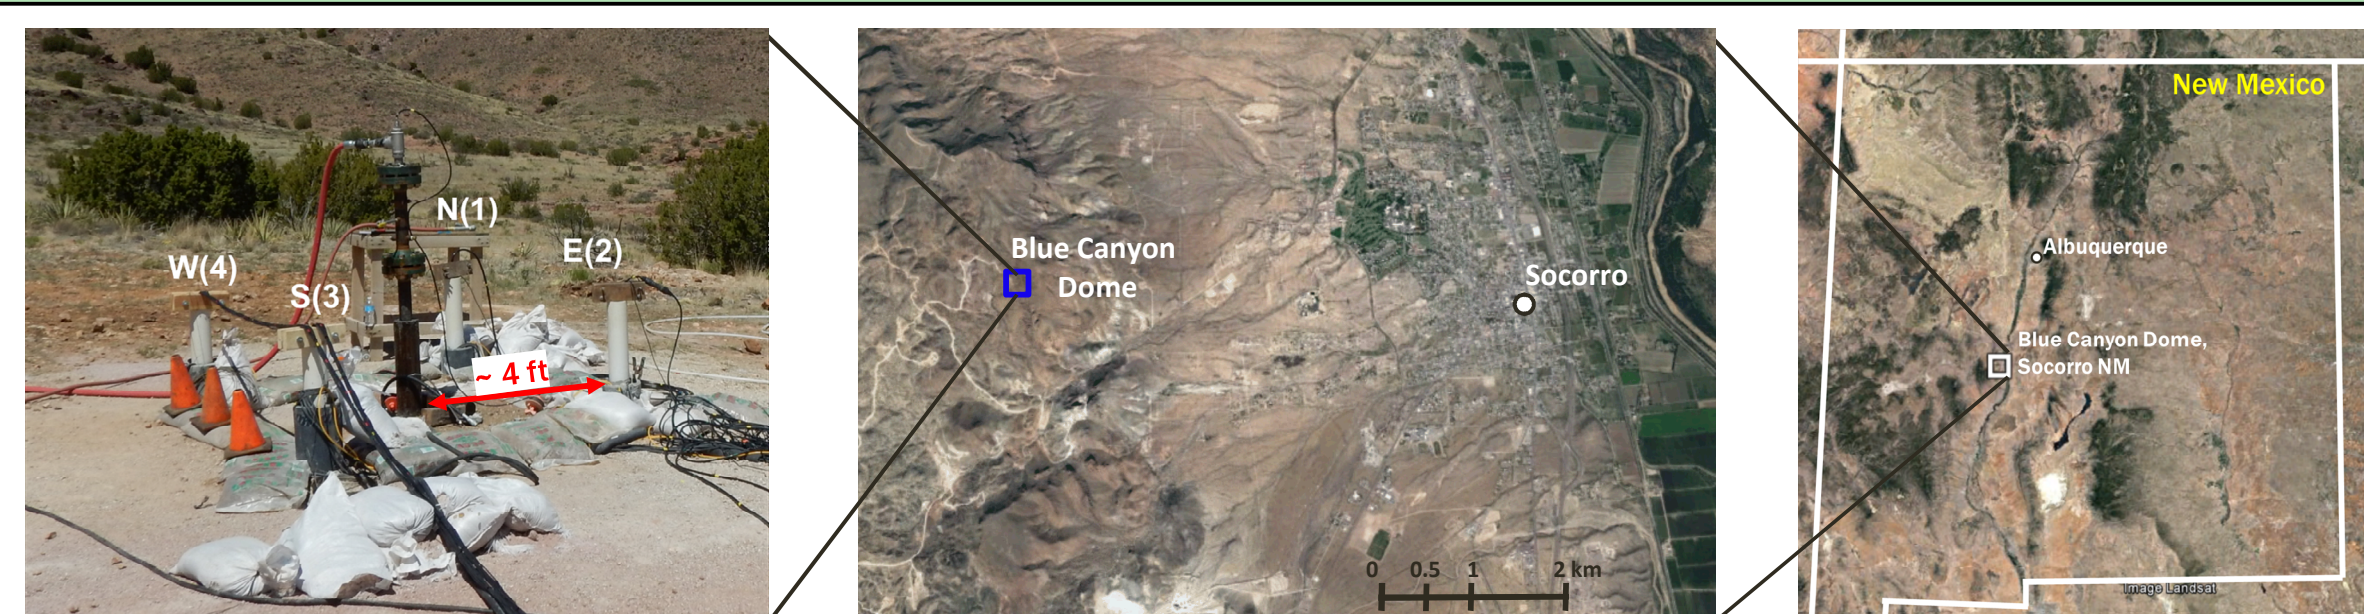 N(1)
E(2)
W(4)
S(3)
~ 4 ft
Blue Canyon
Dome
Socorro
0 0.5 1 2 km
New Mexico
Albuquerque
Blue Canyon Dome,
Socorro NM
Image Landsat